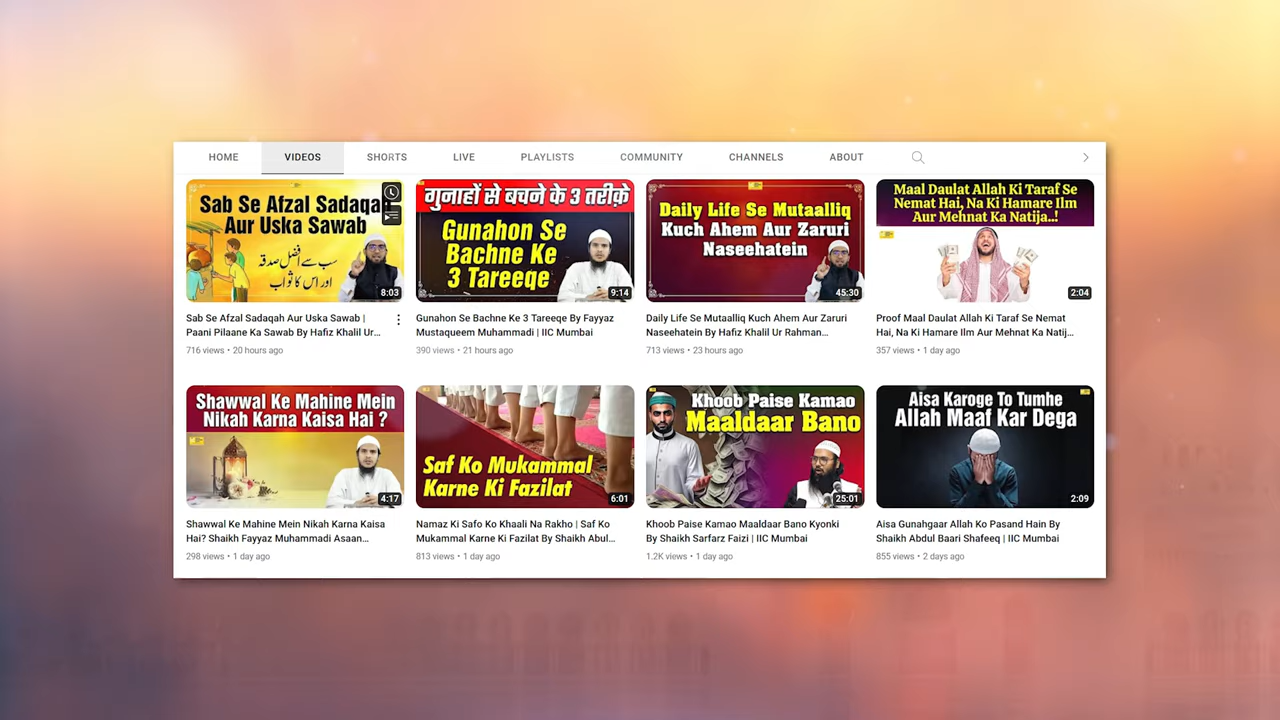 HOME VIDEOS SHORTS LIVE PLAYLISTS COMMUNITY CHANNELS ABOUT
Sab Se Afzal Sadaqah
Aur Uska Sawab
سب سے افضل صدقہ
اور اس کا ثواب
8:03
Sab Se Afzal Sadaqah Aur Uska Sawab |
Paani Pilaane Ka Sawab By Hafiz Khalil Ur...
716 views • 20 hours ago
गुनाहों से बचने के 3 तरीक़े
Gunahon Se
Bachne Ke
3 Tareeqe
9:14
Gunahon Se Bachne Ke 3 Tareeqe By Fayyaz
Mustaqueem Muhammadi | IIC Mumbai
390 views • 21 hours ago
Daily Life Se Mutaalliq
Kuch Ahem Aur Zaruri
Naseehatein
45:30
Daily Life Se Mutaalliq Kuch Ahem Aur Zaruri
Naseehatein By Hafiz Khalil Ur Rahman...
713 views • 23 hours ago
Maal Daulat Allah Ki Taraf Se
Nemat Hai, Na Ki Hamare Ilm
Aur Mehnat Ka Natija..!
2:04
Proof Maal Daulat Allah Ki Taraf Se Nemat
Hai, Na Ki Hamare Ilm Aur Mehnat Ka Natij...
357 views • 1 day ago
Shawwal Ke Mahine Mein
Nikah Karna Kaisa Hai ?
4:17
Shawwal Ke Mahine Mein Nikah Karna Kaisa
Hai? Shaikh Fayyaz Muhammadi Asaan...
298 views • 1 day ago
Saf Ko Mukammal
Karne Ki Fazilat
6:01
Namaz Ki Safo Ko Khaali Na Rakho | Saf Ko
Mukammal Karne Ki Fazilat By Shaikh Abul...
813 views • 1 day ago
Khoob Paise Kamao
Maaldaar Bano
25:01
Khoob Paise Kamao Maaldaar Bano Kyonki
By Shaikh Sarfarz Faizi | IIC Mumbai
1.2K views • 1 day ago
Aisa Karoge To Tumhe
Allah Maaf Kar Dega
2:09
Aisa Gunahgaar Allah Ko Pasand Hain By
Shaikh Abdul Baari Shafeeq | IIC Mumbai
855 views • 2 days ago